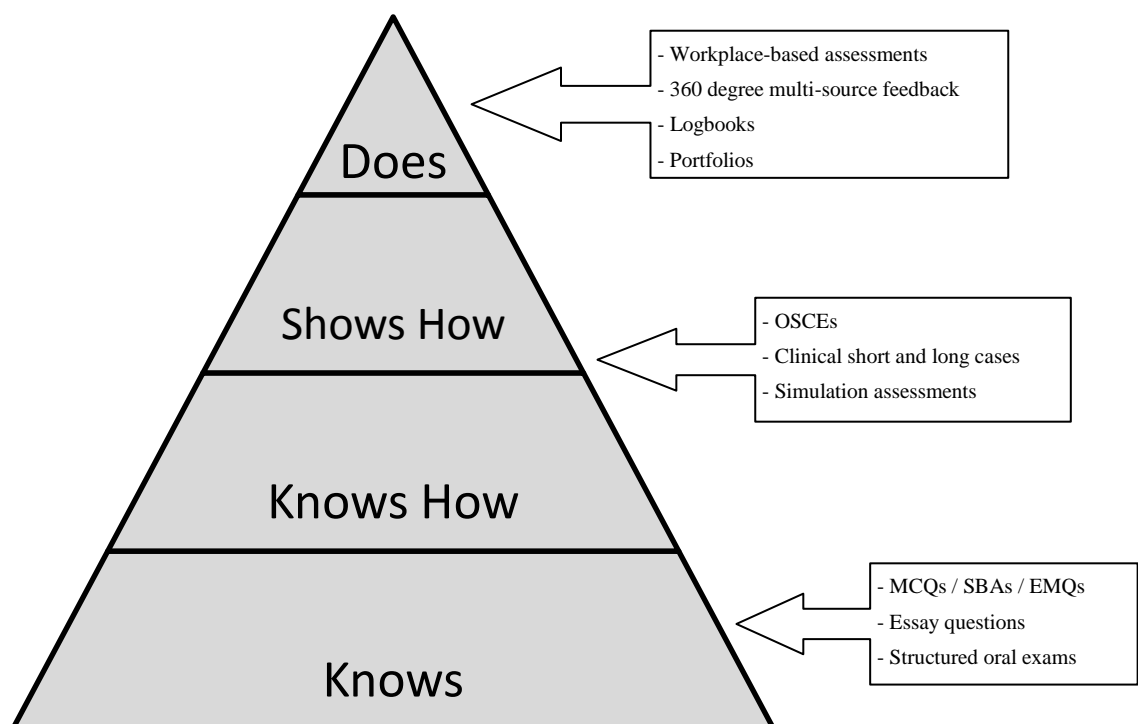 - Workplace-based assessments
- 360 degree multi-source feedback
- Logbooks
- Portfolios
Does
Shows How
- OSCEs
- Clinical short and long cases
- Simulation assessments
Knows How
- MCQs / SBAs / EMQs
- Essay questions
- Structured oral exams
Knows